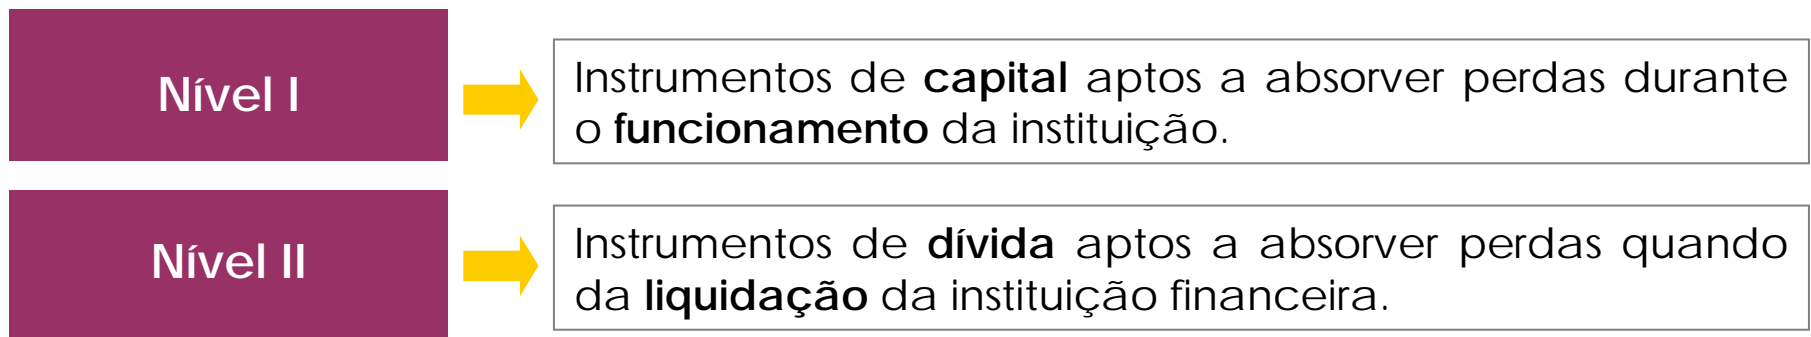 Nível I
Instrumentos de capital aptos a absorver perdas durante
o funcionamento da instituição.
Nível II
Instrumentos de dívida aptos a absorver perdas quando
da liquidação da instituição financeira.